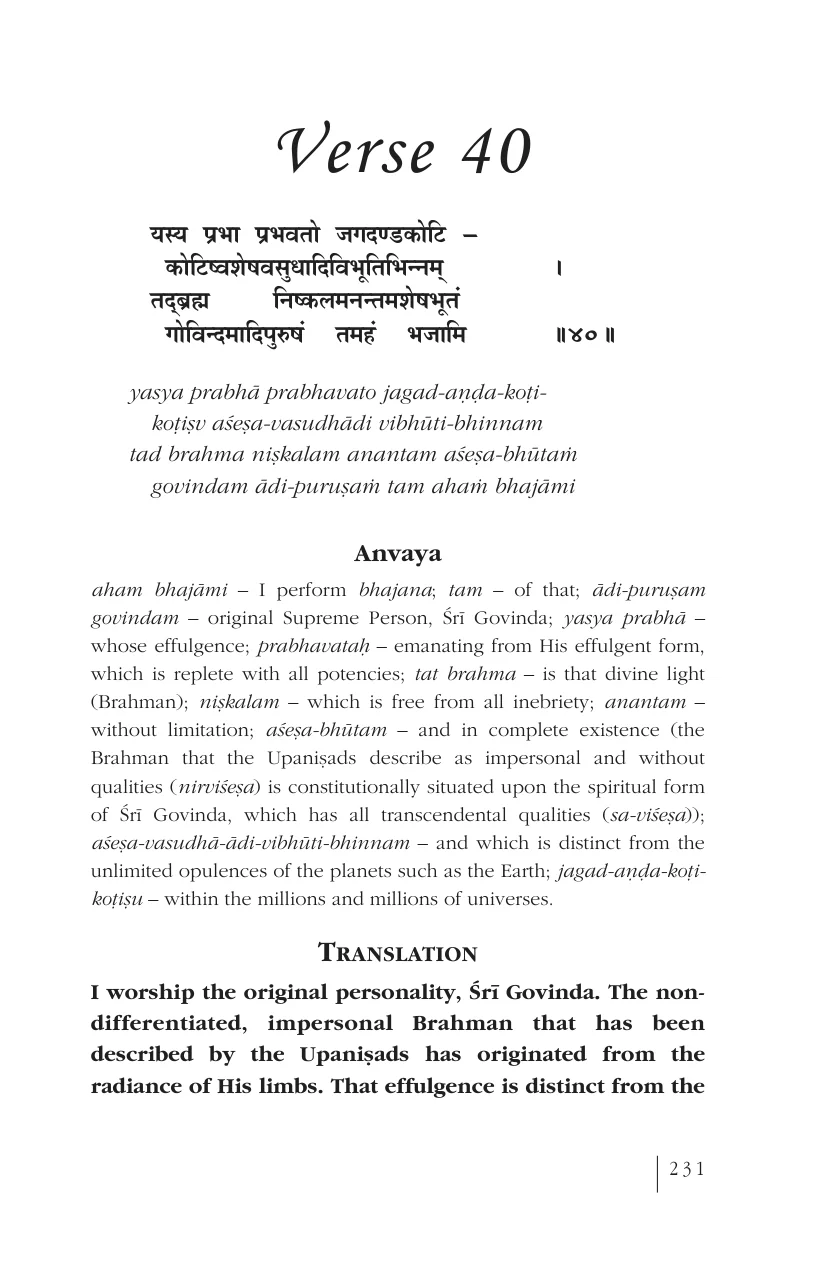 Verse 40
यस्य प्रभा प्रभवतो जगदण्डकोटि –
कोटिष्वशेषवसुधादिविभूतिभिन्नम् ।
तद्ब्रह्म निष्कलमनन्तमशेषभूतं
गोविन्दमादिपुरुषं तमहं भजामि ॥४०॥
yasya prabhā prabhavato jagad-aṇḍa-koṭi-
koṭiṣv aśeṣa-vasudhādi vibhūti-bhinnam
tad brahma niṣkalam anantam aśeṣa-bhūtaṁ
govindam ādi-puruṣaṁ tam ahaṁ bhajāmi
Anvaya
aham bhajāmi – I perform bhajana; tam – of that; ādi-puruṣam
govindam – original Supreme Person, Śrī Govinda; yasya prabhā –
whose effulgence; prabhavataḥ – emanating from His effulgent form,
which is replete with all potencies; tat brahma – is that divine light
(Brahman); niṣkalam – which is free from all inebriety; anantam –
without limitation; aśeṣa-bhūtam – and in complete existence (the
Brahman that the Upaniṣads describe as impersonal and without
qualities (nirviśeṣa) is constitutionally situated upon the spiritual form
of Śrī Govinda, which has all transcendental qualities (sa-viśeṣa));
aśeṣa-vasudhā-ādi-vibhūti-bhinnam – and which is distinct from the
unlimited opulences of the planets such as the Earth; jagad-aṇḍa-koṭi-
koṭiṣu – within the millions and millions of universes.
TRANSLATION
I worship the original personality, Śrī Govinda. The non-
differentiated, impersonal Brahman that has been
described by the Upaniṣads has originated from the
radiance of His limbs. That effulgence is distinct from the
231